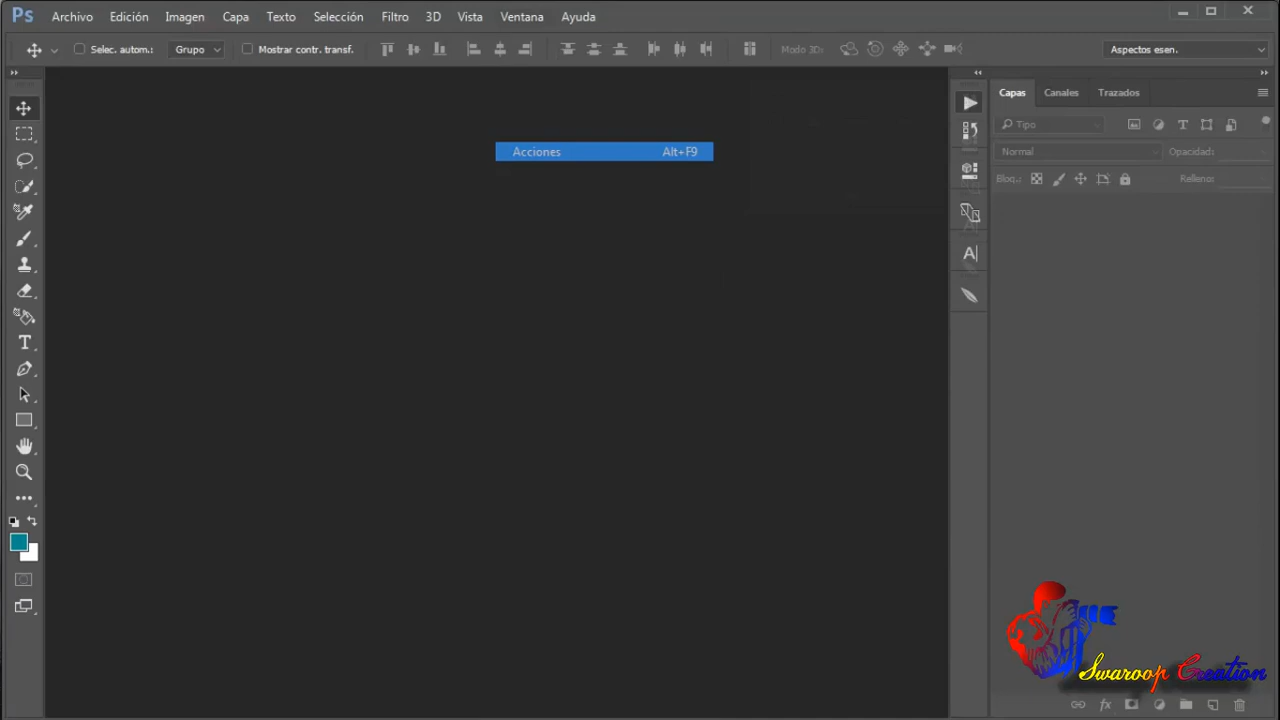 Ps Archivo Edición Imagen Capa Texto Selección Filtro 3D Vista Ventana Ayuda
Selec. autom.: Grupo Mostrar contr. transf. Modo 3D: Aspectos esen.
Capas Canales Trazados
Tipo
Acciones Alt+F9
Normal Opacidad:
Bloq.: Relleno:
Swaroop Creation